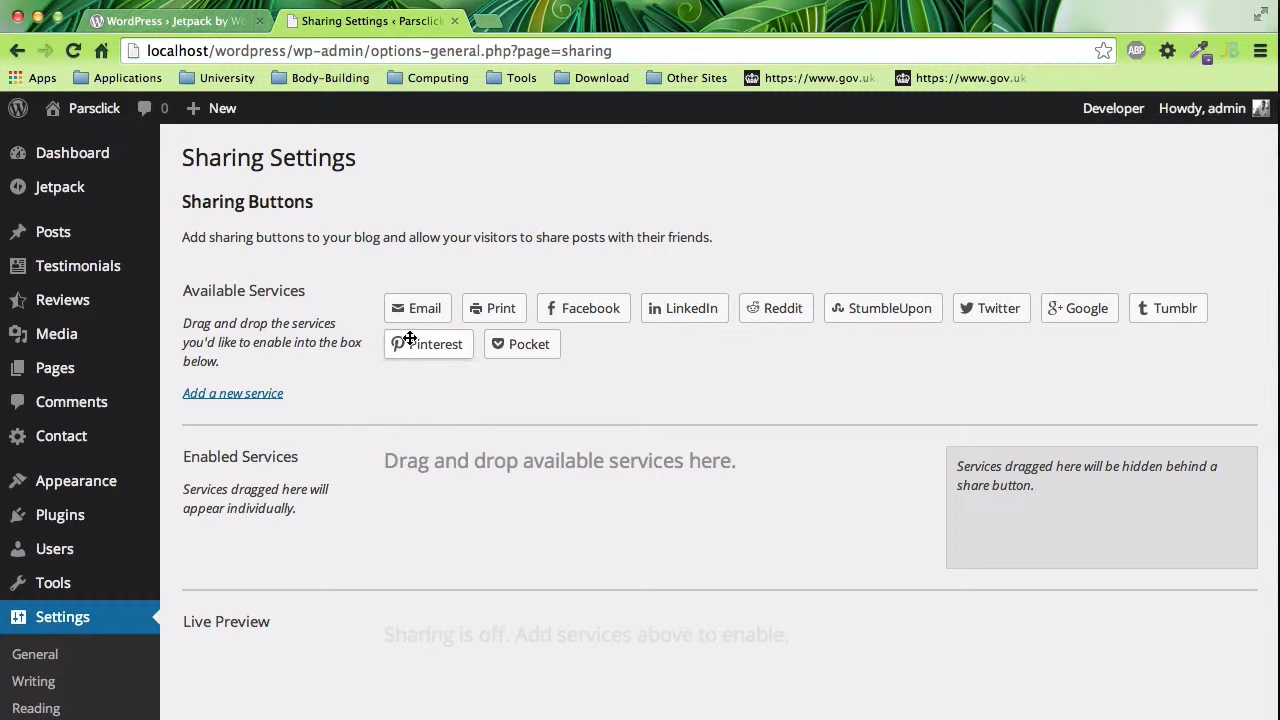 WordPress › Jetpack by Wo
Sharing Settings ‹ Parsclick
localhost/wordpress/wp-admin/options-general.php?page=sharing
ABP
JB
Apps Applications University Body-Building Computing Tools Download Other Sites https://www.gov.uk https://www.gov.uk
Parsclick 0 New Developer Howdy, admin
Dashboard
Jetpack
Posts
Testimonials
Reviews
Media
Pages
Comments
Contact
Appearance
Plugins
Users
Tools
Settings
General
Writing
Reading
Sharing Settings
Sharing Buttons
Add sharing buttons to your blog and allow your visitors to share posts with their friends.
Available Services
Drag and drop the services
you'd like to enable into the box
below.
Add a new service
Email Print Facebook LinkedIn Reddit StumbleUpon Twitter Google Tumblr
Pinterest Pocket
Enabled Services
Services dragged here will
appear individually.
Drag and drop available services here.
Services dragged here will be hidden behind a
share button.
Live Preview
Sharing is off. Add services above to enable.